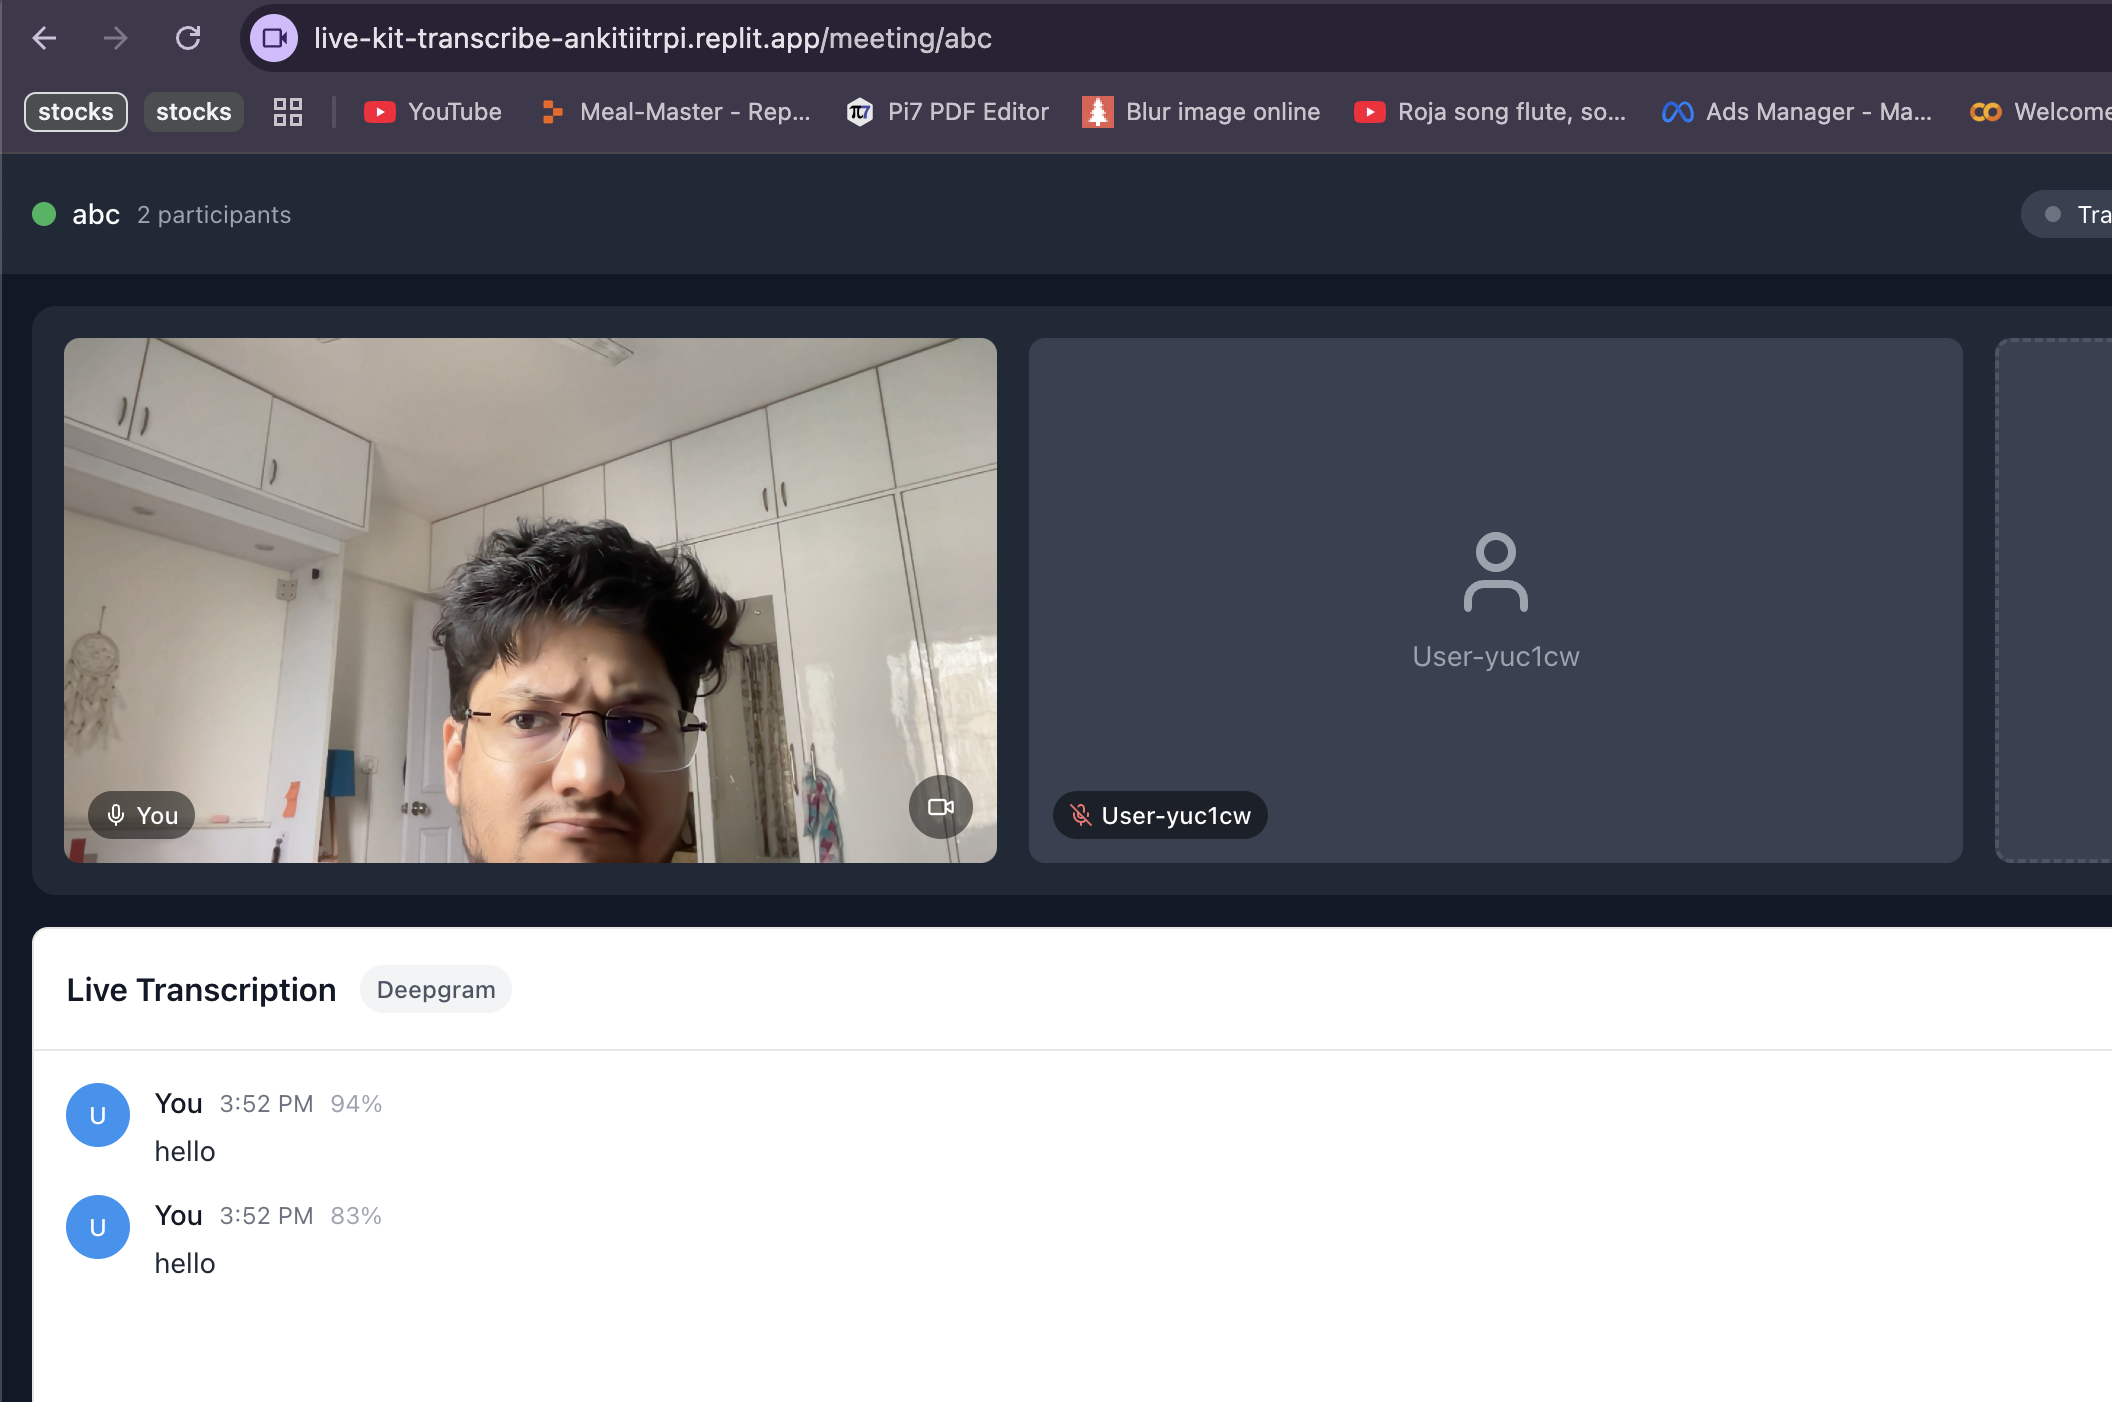 live-kit-transcribe-ankitiitrpi.replit.app/meeting/abc
stocks stocks YouTube Meal-Master - Rep... Pi7 PDF Editor Blur image online Roja song flute, so... Ads Manager - Ma... Welcome
abc 2 participants Tra
User-yuc1cw
You User-yuc1cw
Live Transcription Deepgram
U You 3:52 PM 94%
hello
U You 3:52 PM 83%
hello